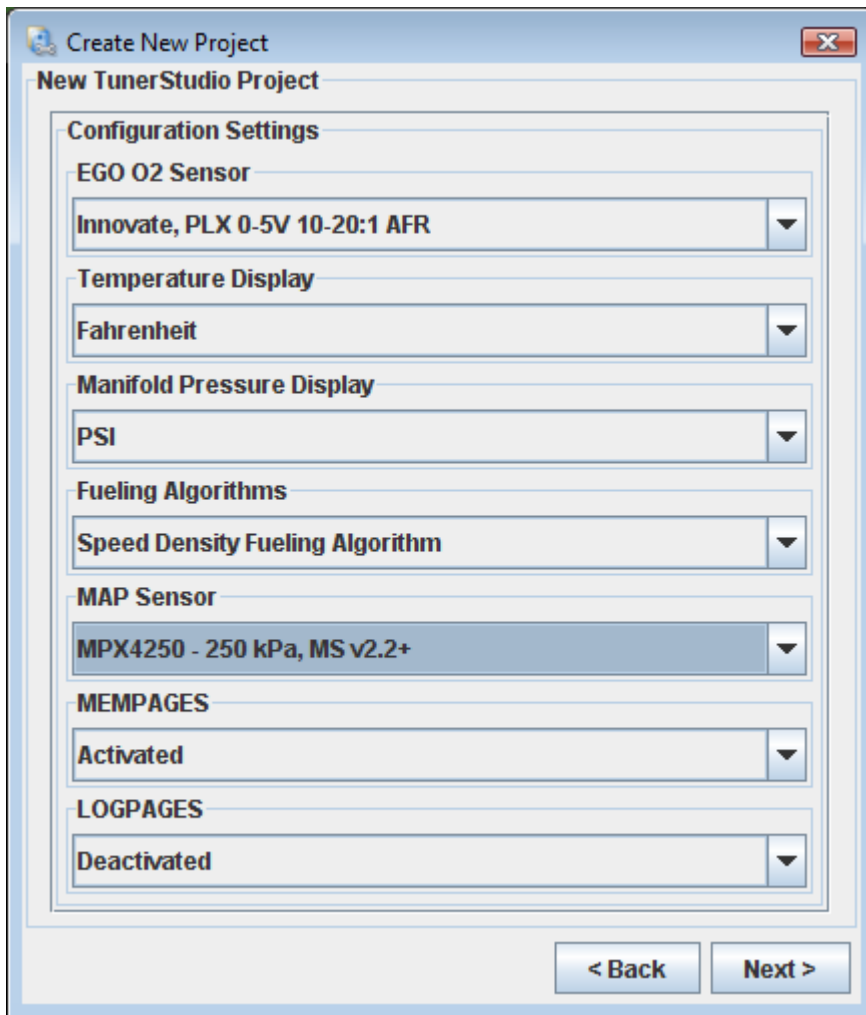 Create New Project
New TunerStudio Project
Configuration Settings
EGO O2 Sensor
Innovate, PLX 0-5V 10-20:1 AFR
Temperature Display
Fahrenheit
Manifold Pressure Display
PSI
Fueling Algorithms
Speed Density Fueling Algorithm
MAP Sensor
MPX4250 - 250 kPa, MS v2.2+
MEMPAGES
Activated
LOGPAGES
Deactivated
< Back Next >